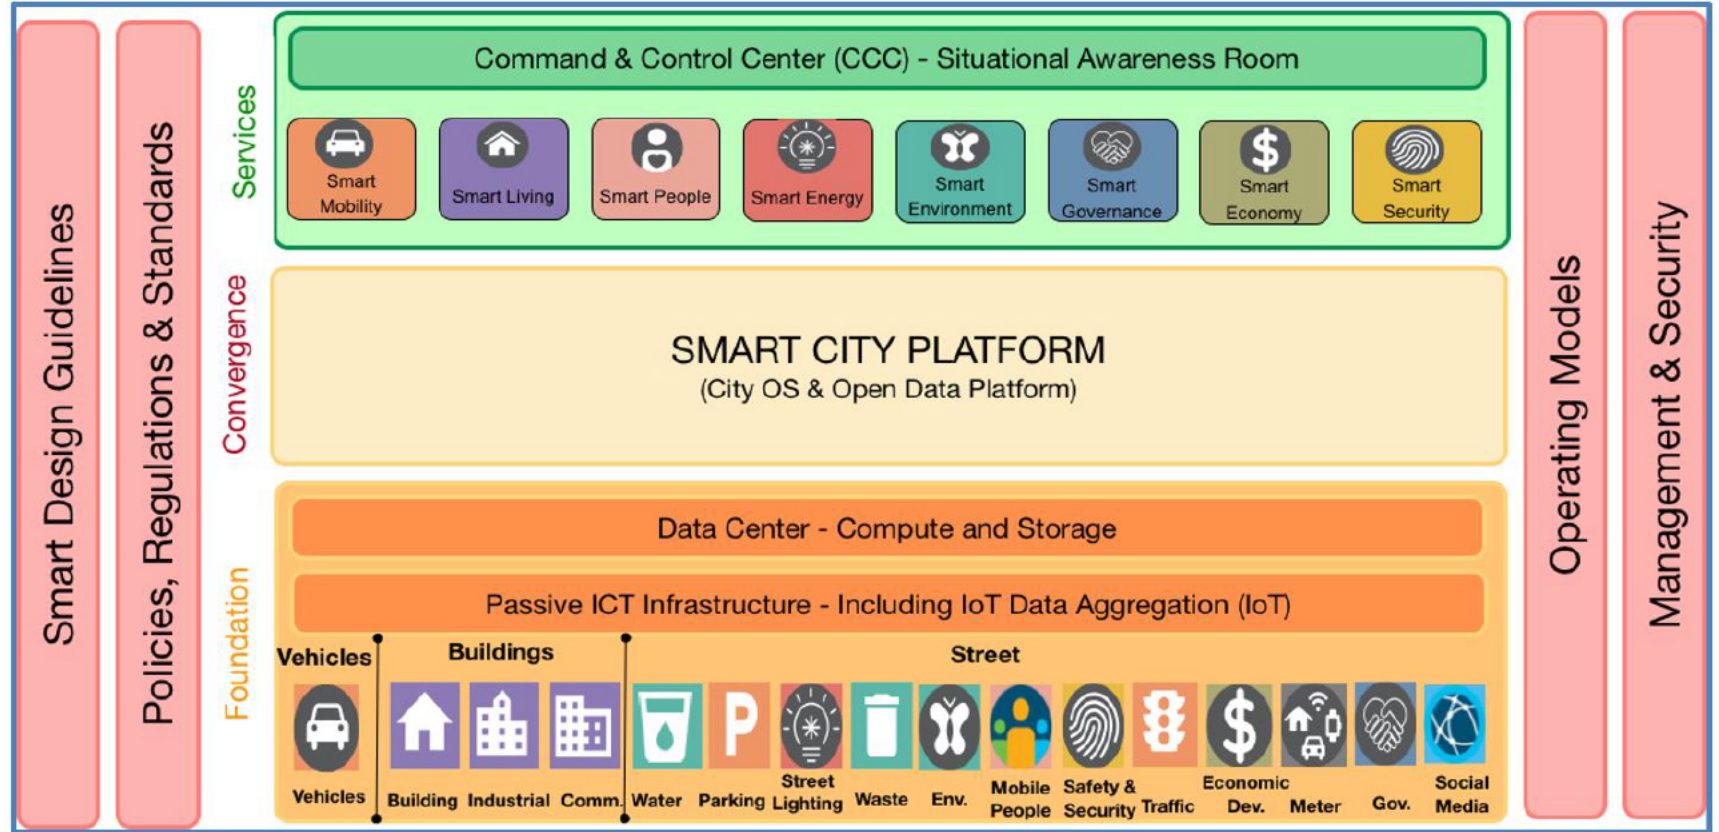 Smart Design Guidelines
Policies, Regulations & Standards
Services
Command & Control Center (CCC) - Situational Awareness Room
Smart
Mobility
Smart Living
Smart People
Smart Energy
Smart
Environment
Smart
Governance
Smart
Economy
Smart
Security
Convergence
SMART CITY PLATFORM
(City OS & Open Data Platform)
Foundation
Data Center - Compute and Storage
Passive ICT Infrastructure - Including IoT Data Aggregation (IoT)
Vehicles
Buildings
Street
P
Vehicles
Building
Industrial
Comm.
Water
Parking
Street
Lighting
Waste
Env.
Mobile
People
Safety &
Security
Traffic
Economic
Dev.
Meter
Gov.
Social
Media
Operating Models
Management & Security